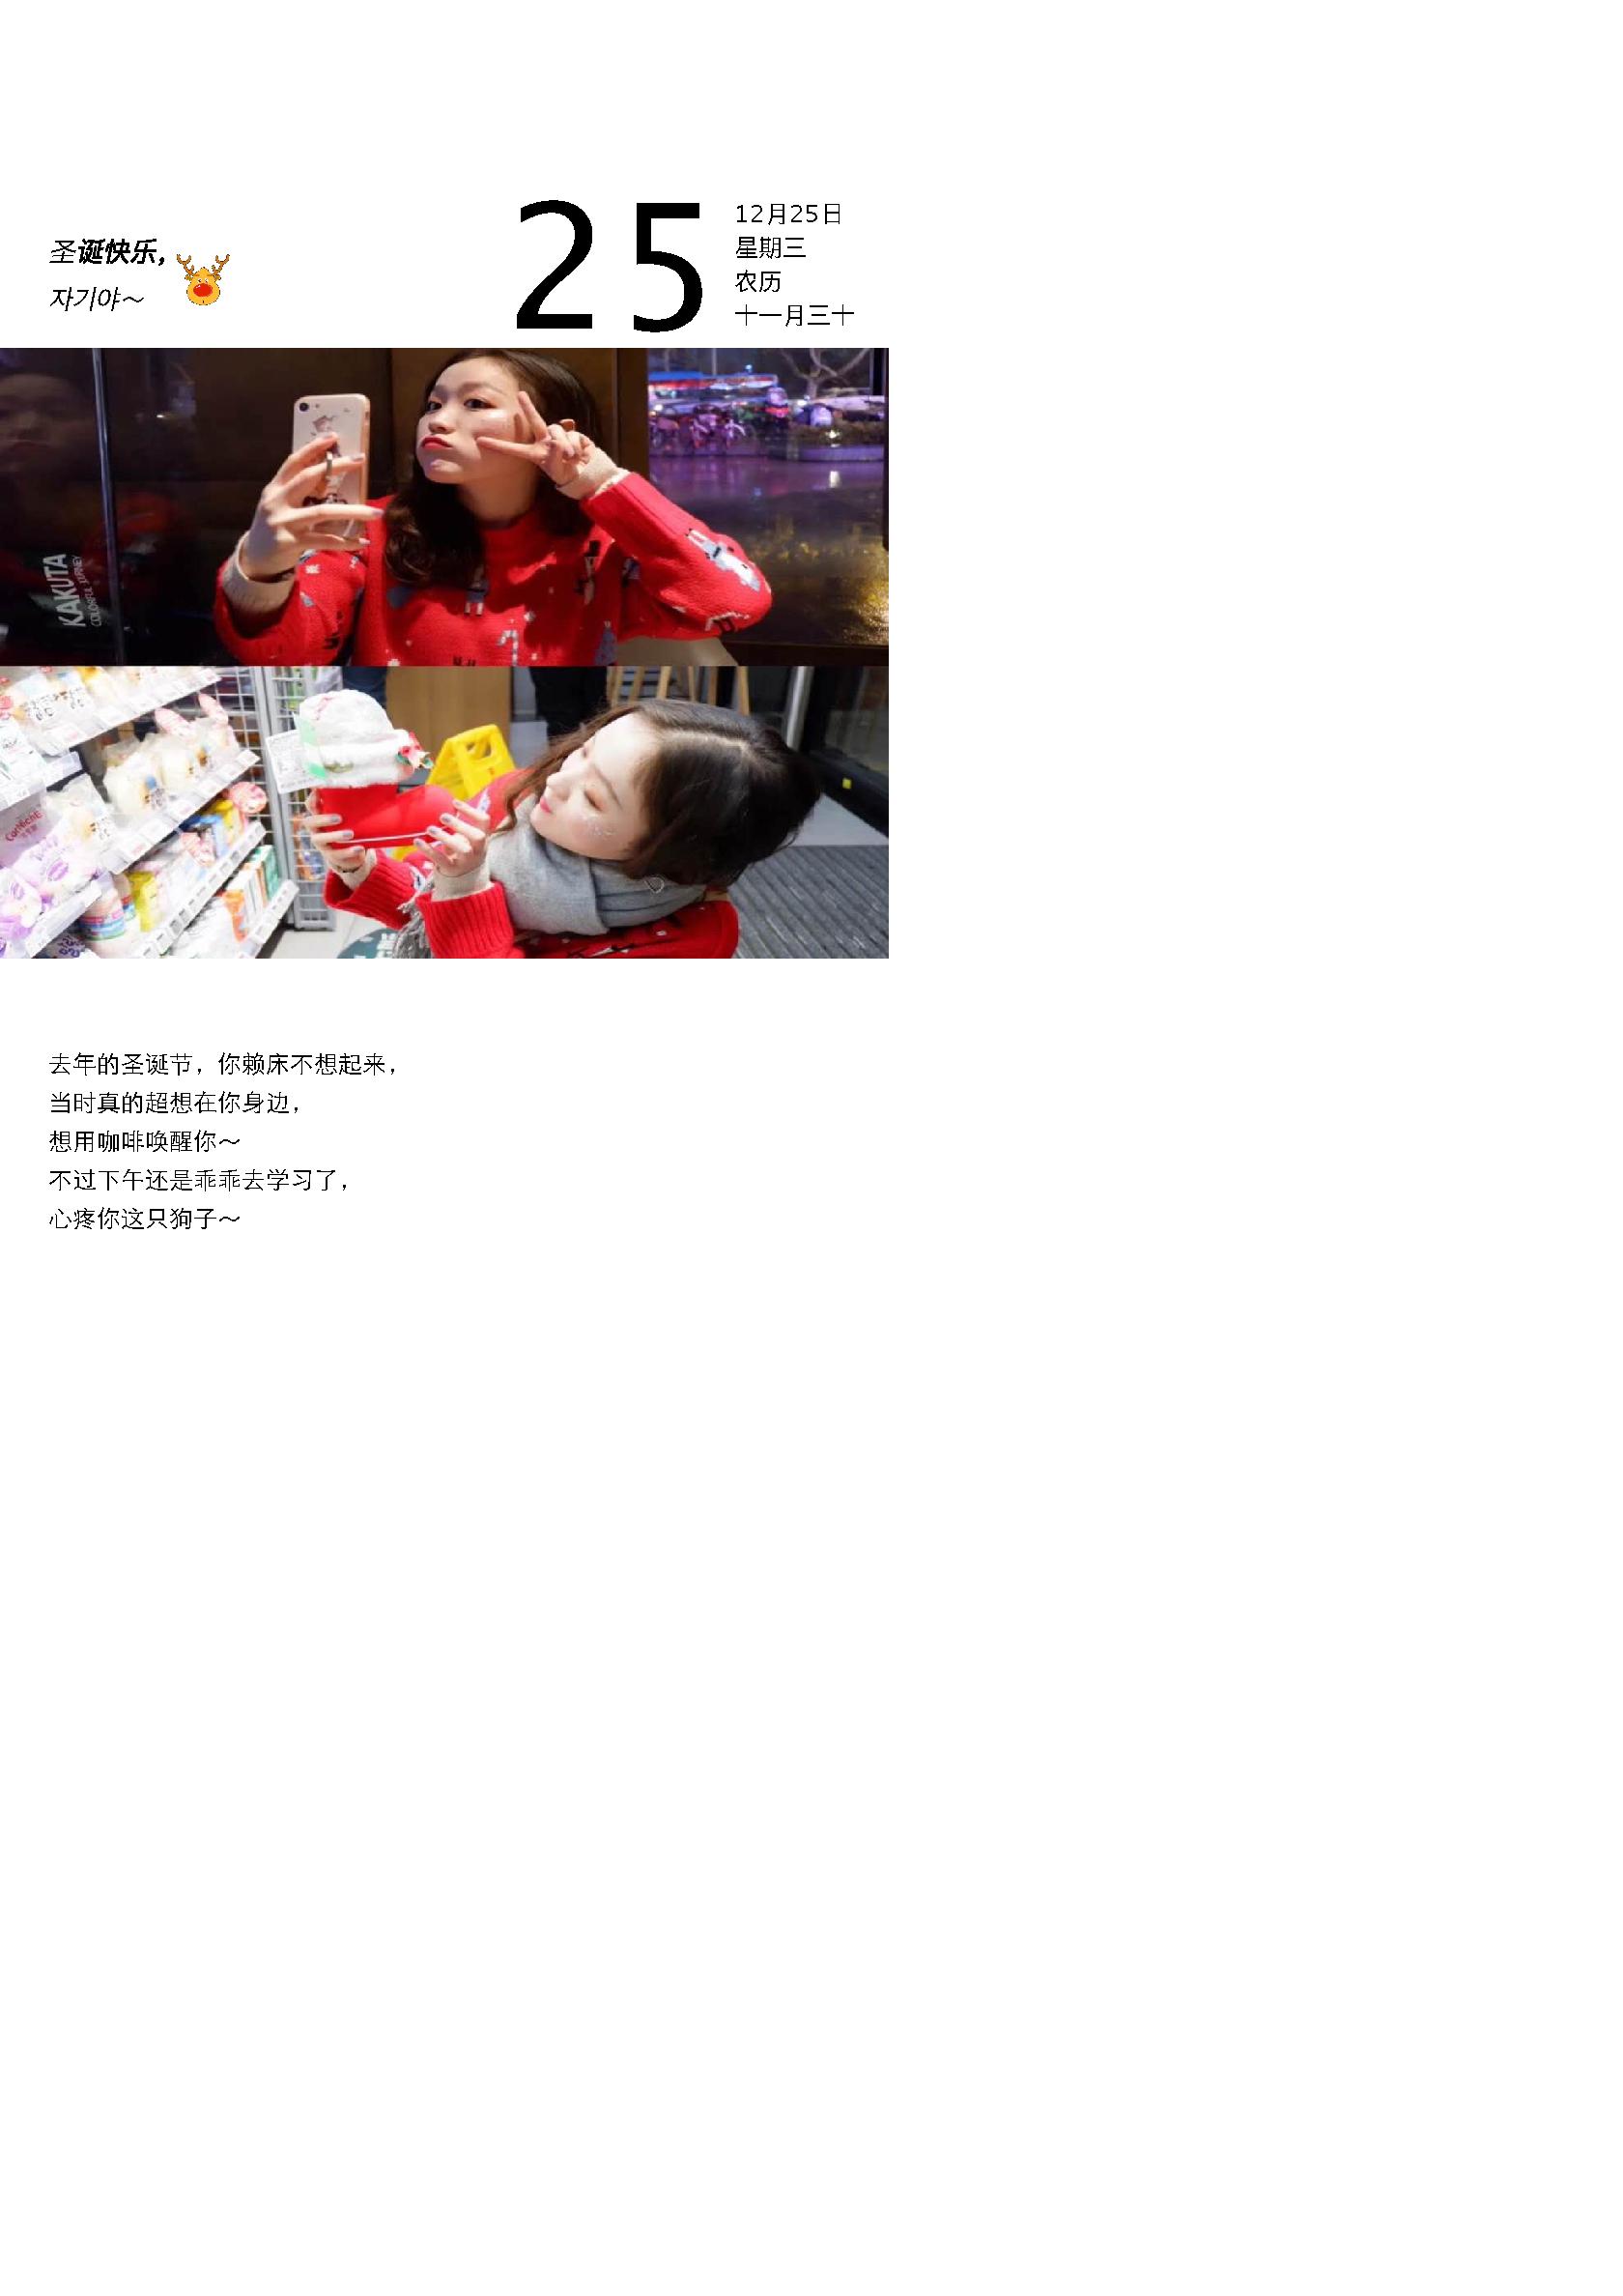 圣诞快乐，
자기야～
25
12月25日
星期三
农历
十一月三十
KAKUTA
COLORFUL JOURNEY
去年的圣诞节，你赖床不想起来，
当时真的超想在你身边，
想用咖啡唤醒你～
不过下午还是乖乖去学习了，
心疼你这只狗子～